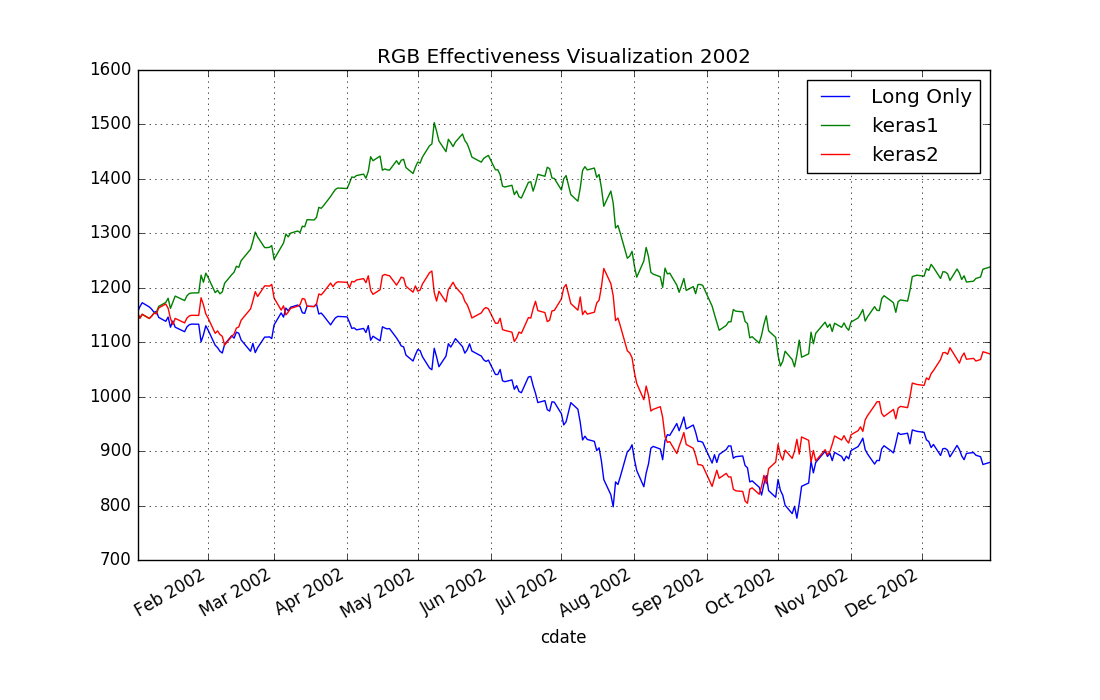 RGB Effectiveness Visualization 2002
1600
1500
1400
1300
1200
1100
1000
900
800
700
Long Only
keras1
keras2
Feb 2002
Mar 2002
Apr 2002
May 2002
Jun 2002
Jul 2002
Aug 2002
Sep 2002
Oct 2002
Nov 2002
Dec 2002
cdate